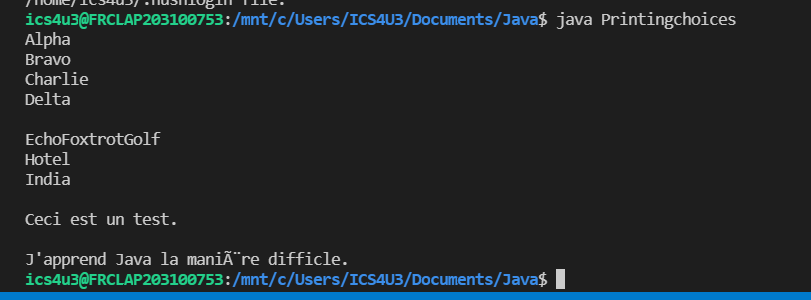 /home/ics4u3/.hushlogin file.
ics4u3@FRCLAP203100753:/mnt/c/Users/ICS4U3/Documents/Java$ java Printingchoices
Alpha
Bravo
Charlie
Delta
EchoFoxtrotGolf
Hotel
India
Ceci est un test.
J'apprend Java la maniÃ¨re difficle.
ics4u3@FRCLAP203100753:/mnt/c/Users/ICS4U3/Documents/Java$